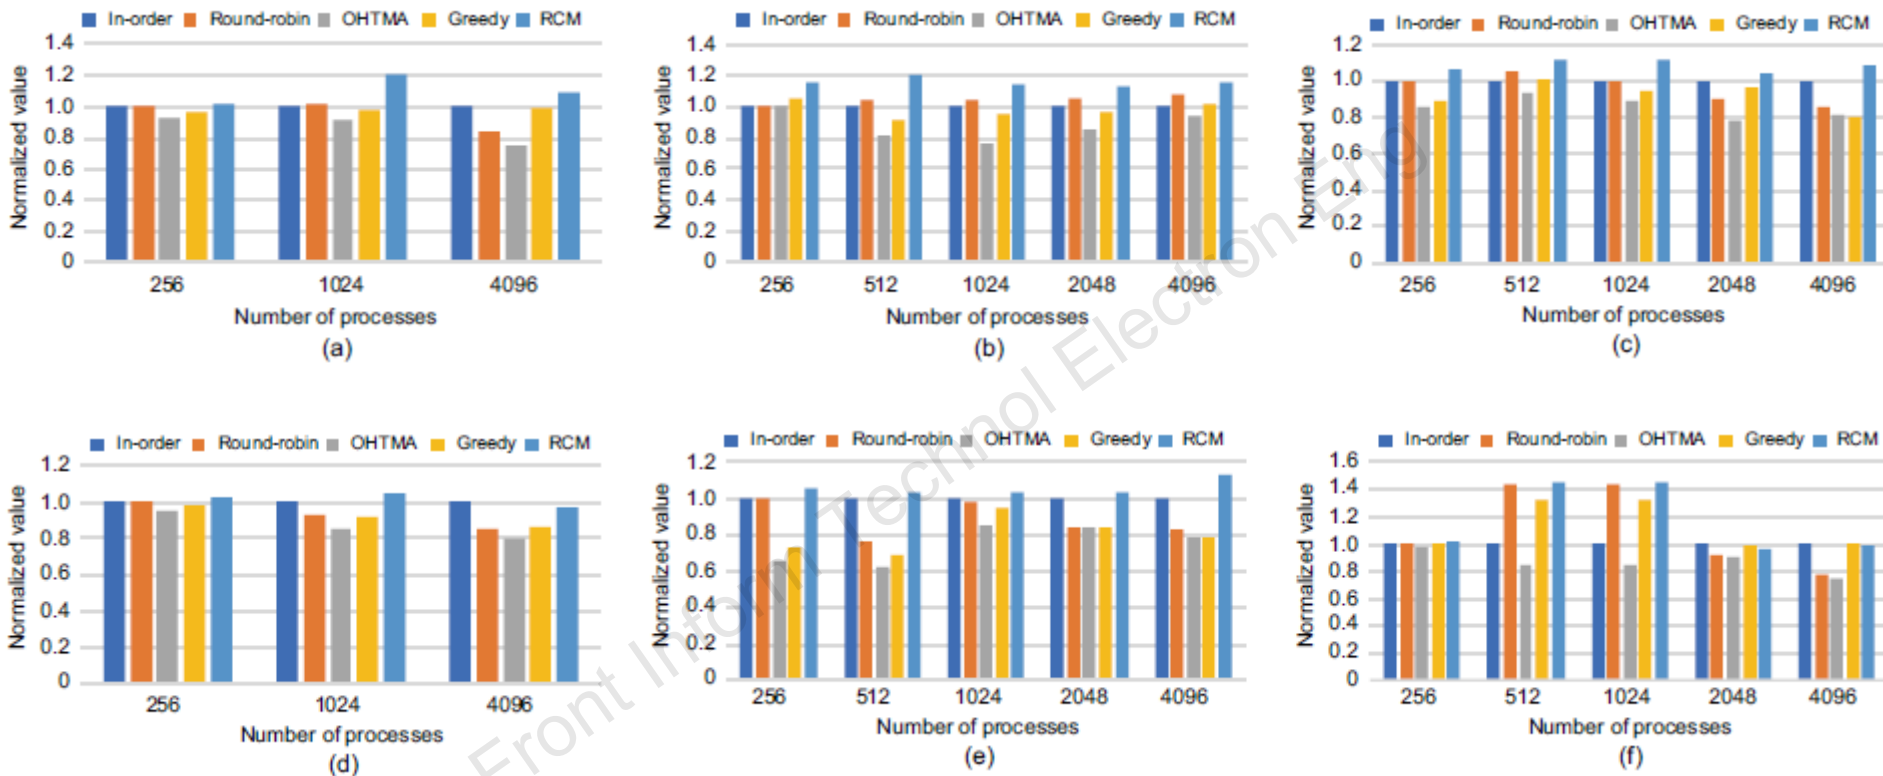 In-order Round-robin OHTMA Greedy RCM
1.4
1.2
1.0
0.8
0.6
0.4
0.2
0
Normalized value
256 1024 4096
Number of processes
(a)
In-order Round-robin OHTMA Greedy RCM
1.4
1.2
1.0
0.8
0.6
0.4
0.2
0
Normalized value
256 512 1024 2048 4096
Number of processes
(b)
In-order Round-robin OHTMA Greedy RCM
1.2
1.0
0.8
0.6
0.4
0.2
0
Normalized value
256 512 1024 2048 4096
Number of processes
(c)
In-order Round-robin OHTMA Greedy RCM
1.2
1.0
0.8
0.6
0.4
0.2
0
Normalized value
256 1024 4096
Number of processes
(d)
In-order Round-robin OHTMA Greedy RCM
1.2
1.0
0.8
0.6
0.4
0.2
0
Normalized value
256 512 1024 2048 4096
Number of processes
(e)
In-order Round-robin OHTMA Greedy RCM
1.6
1.4
1.2
1.0
0.8
0.6
0.4
0.2
0
Normalized value
256 512 1024 2048 4096
Number of processes
(f)
Front Inform Technol Electron Eng